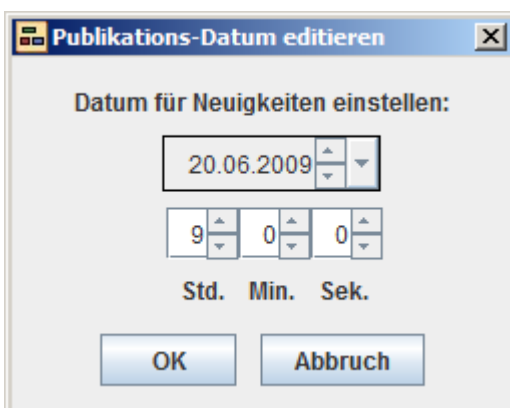 Publikations-Datum editieren
Datum für Neuigkeiten einstellen:
20.06.2009
9 0 0
Std. Min. Sek.
OK Abbruch